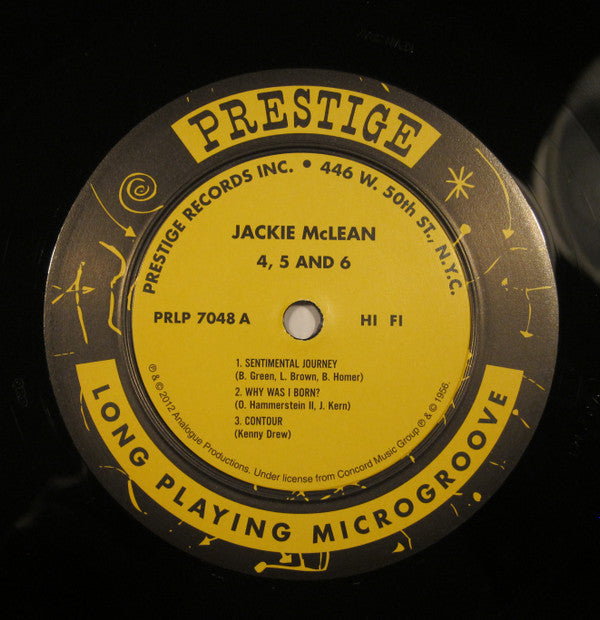 PRESTIGE
PRESTIGE RECORDS INC. • 446 W. 50th ST., N.Y.C.
JACKIE McLEAN
4, 5 AND 6
PRLP 7048 A
HI FI
1. SENTIMENTAL JOURNEY
(B. Green, L. Brown, B. Homer)
2. WHY WAS I BORN?
(O. Hammerstein II, J. Kern)
3. CONTOUR
(Kenny Drew)
℗ & © 2012 Analogue Productions. Under license from Concord Music Group ℗ & © 1956.
LONG PLAYING MICROGROOVE